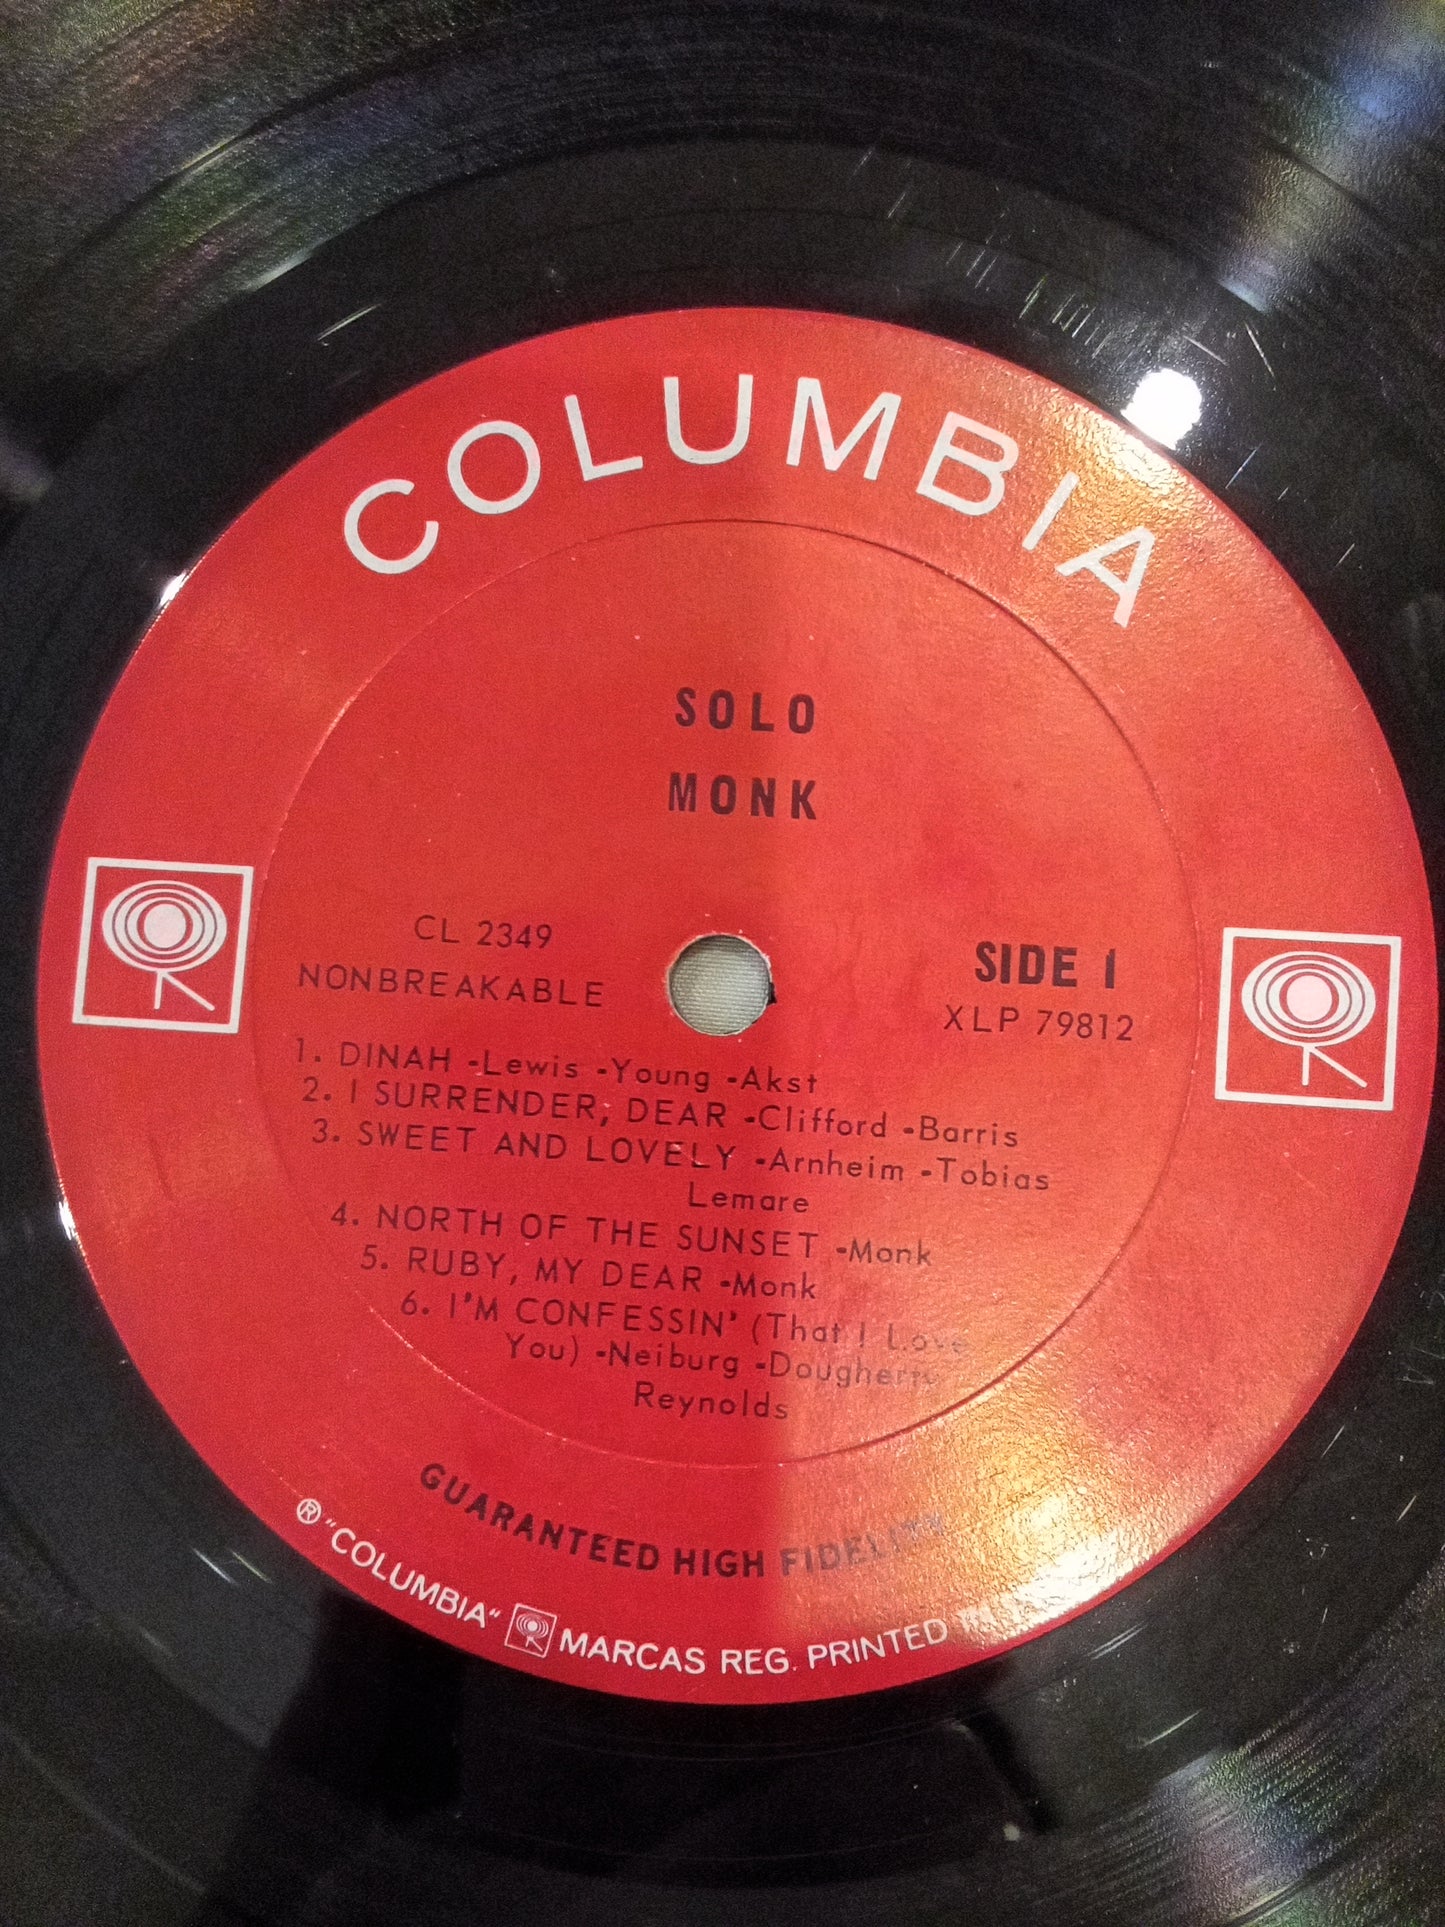 COLUMBIA
SOLO
MONK
CL 2349
NONBREAKABLE
SIDE 1
XLP 79812
1. DINAH -Lewis -Young -Akst
2. I SURRENDER, DEAR -Clifford -Barris
3. SWEET AND LOVELY -Arnheim -Tobias
Lemare
4. NORTH OF THE SUNSET -Monk
5. RUBY, MY DEAR -Monk
6. I'M CONFESSIN' (That I Love
You) -Neiburg -Dougherty
Reynolds
GUARANTEED HIGH FIDELITY
® "COLUMBIA" MARCAS REG. PRINTED